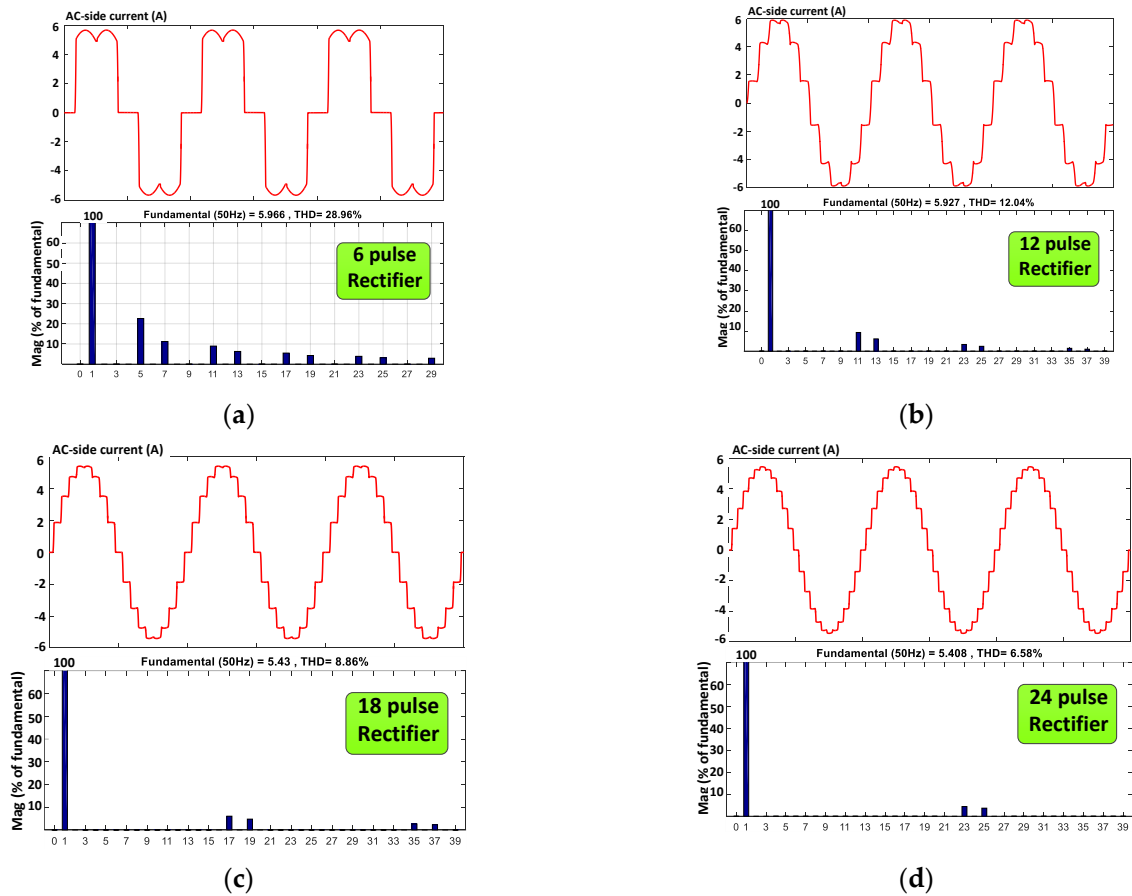 AC-side current (A)
6
4
2
0
-2
-4
-6
100
Fundamental (50Hz) = 5.966 , THD= 28.96%
Mag (% of fundamental)
60
50
40
30
20
10
6 pulse
Rectifier
0 1 3 5 7 9 11 13 15 17 19 21 23 25 27 29
(a)
AC-side current (A)
6
4
2
0
-2
-4
-6
100
Fundamental (50Hz) = 5.927 , THD= 12.04%
Mag (% of fundamental)
60
50
40
30
20
10
12 pulse
Rectifier
0 1 3 5 7 9 11 13 15 17 19 21 23 25 27 29 31 33 35 37 39
(b)
AC-side current (A)
6
4
2
0
-2
-4
-6
100
Fundamental (50Hz) = 5.43 , THD= 8.86%
Mag (% of fundamental)
60
50
40
30
20
10
18 pulse
Rectifier
0 1 3 5 7 9 11 13 15 17 19 21 23 25 27 29 31 33 35 37 39
(c)
AC-side current (A)
6
4
2
0
-2
-4
-6
100
Fundamental (50Hz) = 5.408 , THD= 6.58%
Mag (% of fundamental)
60
50
40
30
20
10
24 pulse
Rectifier
0 1 3 5 7 9 11 13 15 17 19 21 23 25 27 29 31 33 35 37 39
(d)